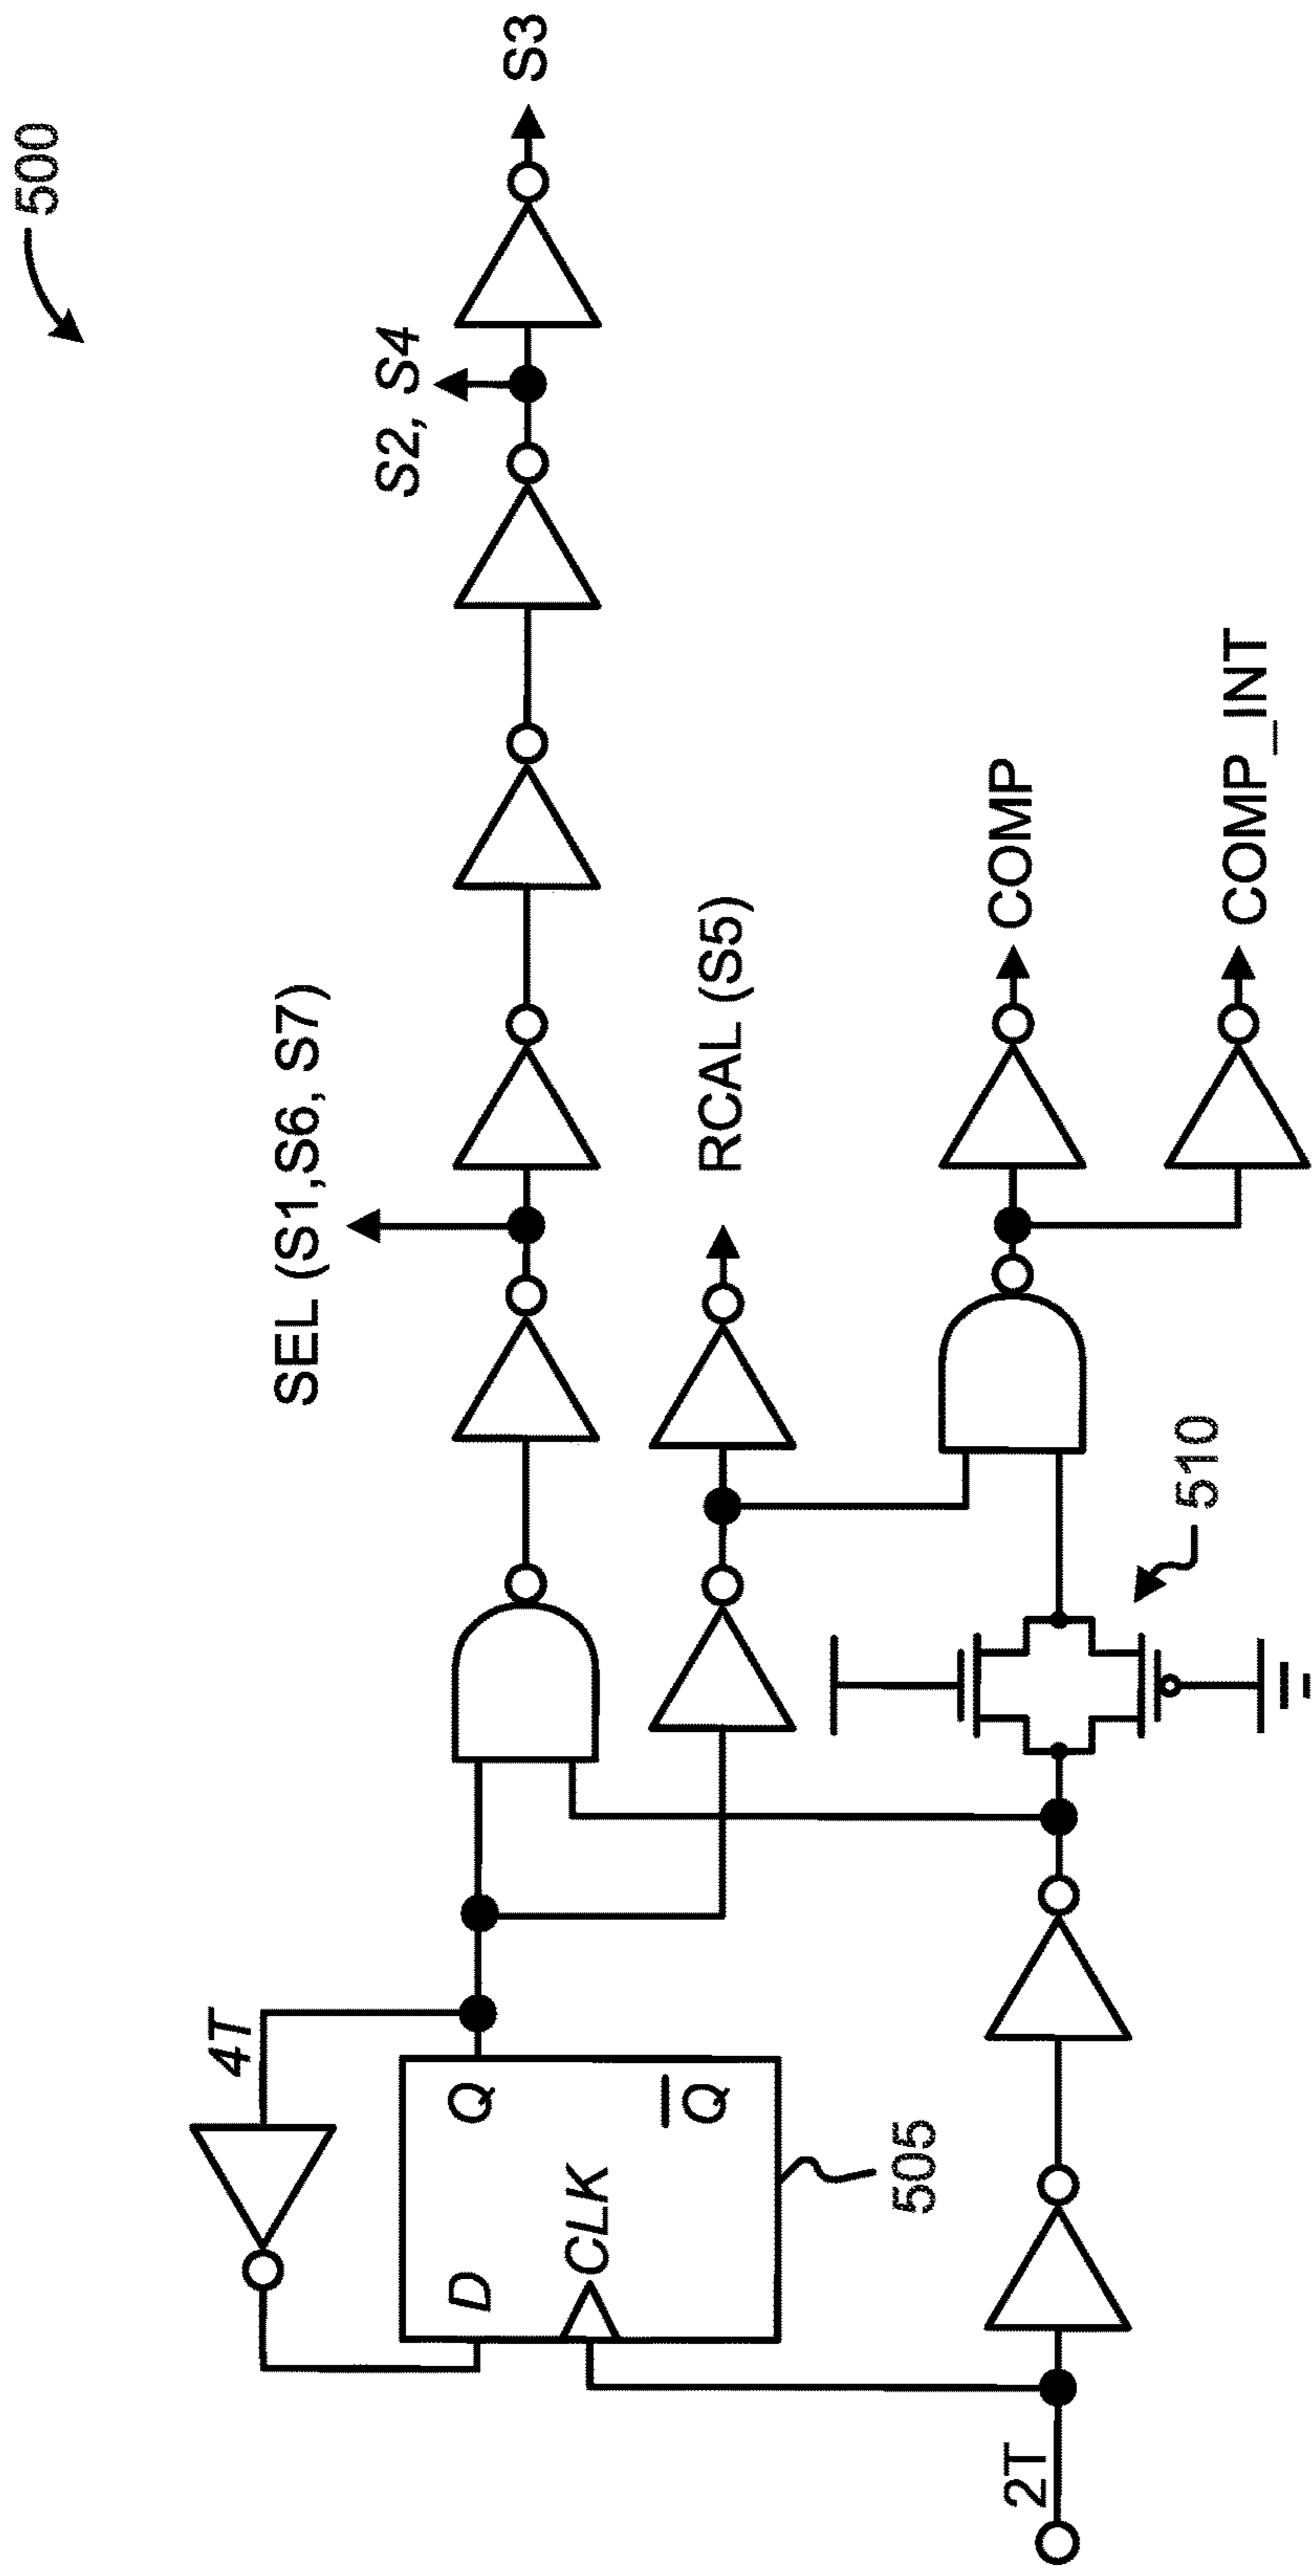 500
S3
S2, S4
SEL (S1,S6, S7)
RCAL (S5)
COMP
COMP_INT
4T
D
Q
CLK
Q
505
510
2T